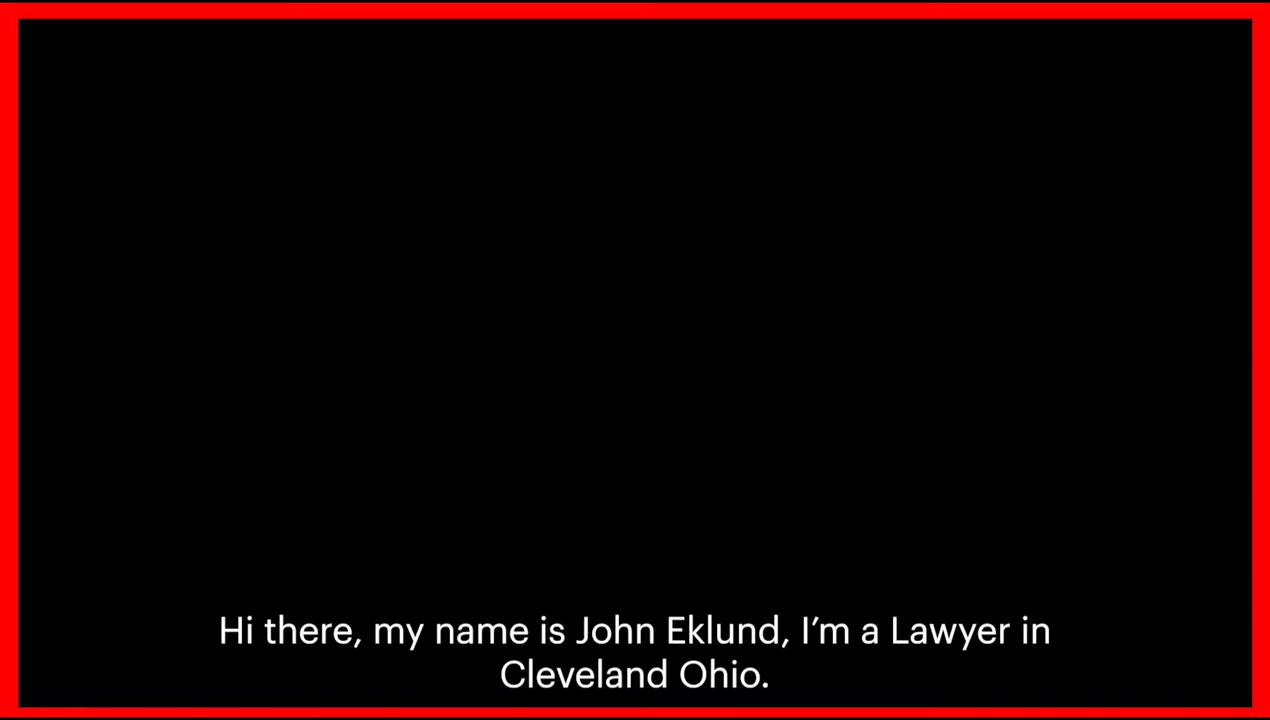 Hi there, my name is John Eklund, I’m a Lawyer in
Cleveland Ohio.